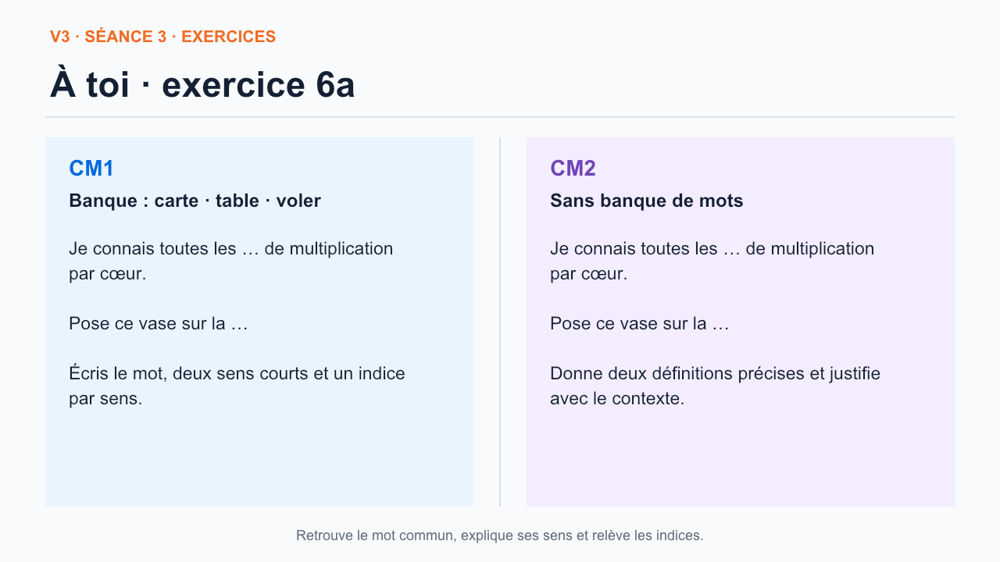 V3 · SÉANCE 3 · EXERCICES
À toi · exercice 6a
CM1
Banque : carte · table · voler
Je connais toutes les … de multiplication
par cœur.
Pose ce vase sur la …
Écris le mot, deux sens courts et un indice
par sens.
CM2
Sans banque de mots
Je connais toutes les … de multiplication
par cœur.
Pose ce vase sur la …
Donne deux définitions précises et justifie
avec le contexte.
Retrouve le mot commun, explique ses sens et relève les indices.